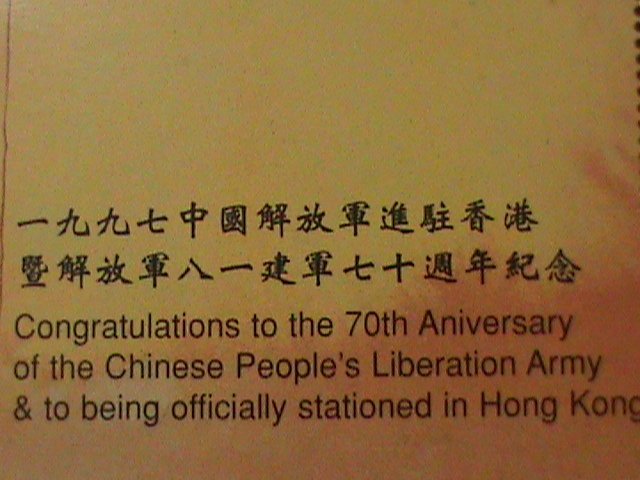 一九九七中國解放軍進駐香港
暨解放軍八一建軍七十週年紀念
Congratulations to the 70th Aniversary
of the Chinese People's Liberation Army
& to being officially stationed in Hong Kong